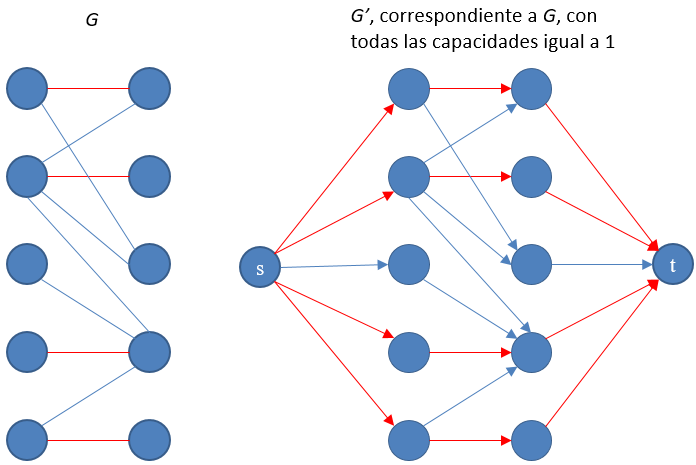 G
G’, correspondiente a G, con
todas las capacidades igual a 1
s
t